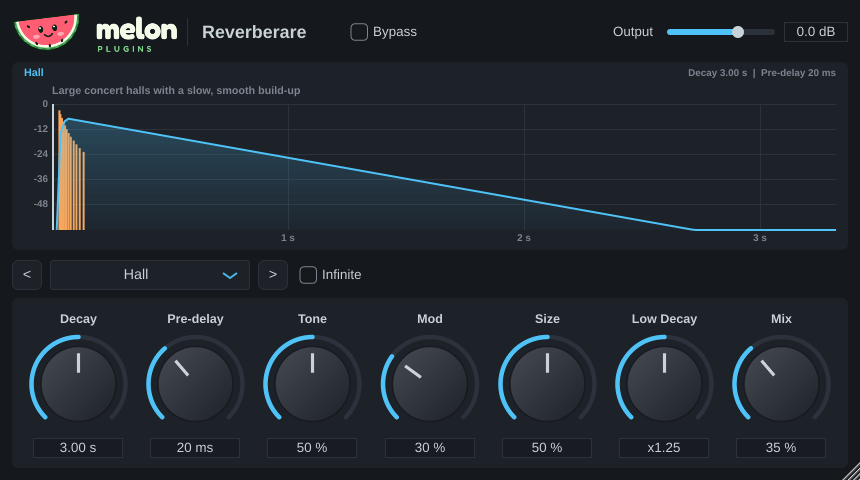 melon
PLUGINS
Reverberare
Bypass
Output
0.0 dB
Hall
Decay 3.00 s | Pre-delay 20 ms
Large concert halls with a slow, smooth build-up
0
-12
-24
-36
-48
1 s
2 s
3 s
<
Hall
>
Infinite
Decay
Pre-delay
Tone
Mod
Size
Low Decay
Mix
3.00 s
20 ms
50 %
30 %
50 %
x1.25
35 %